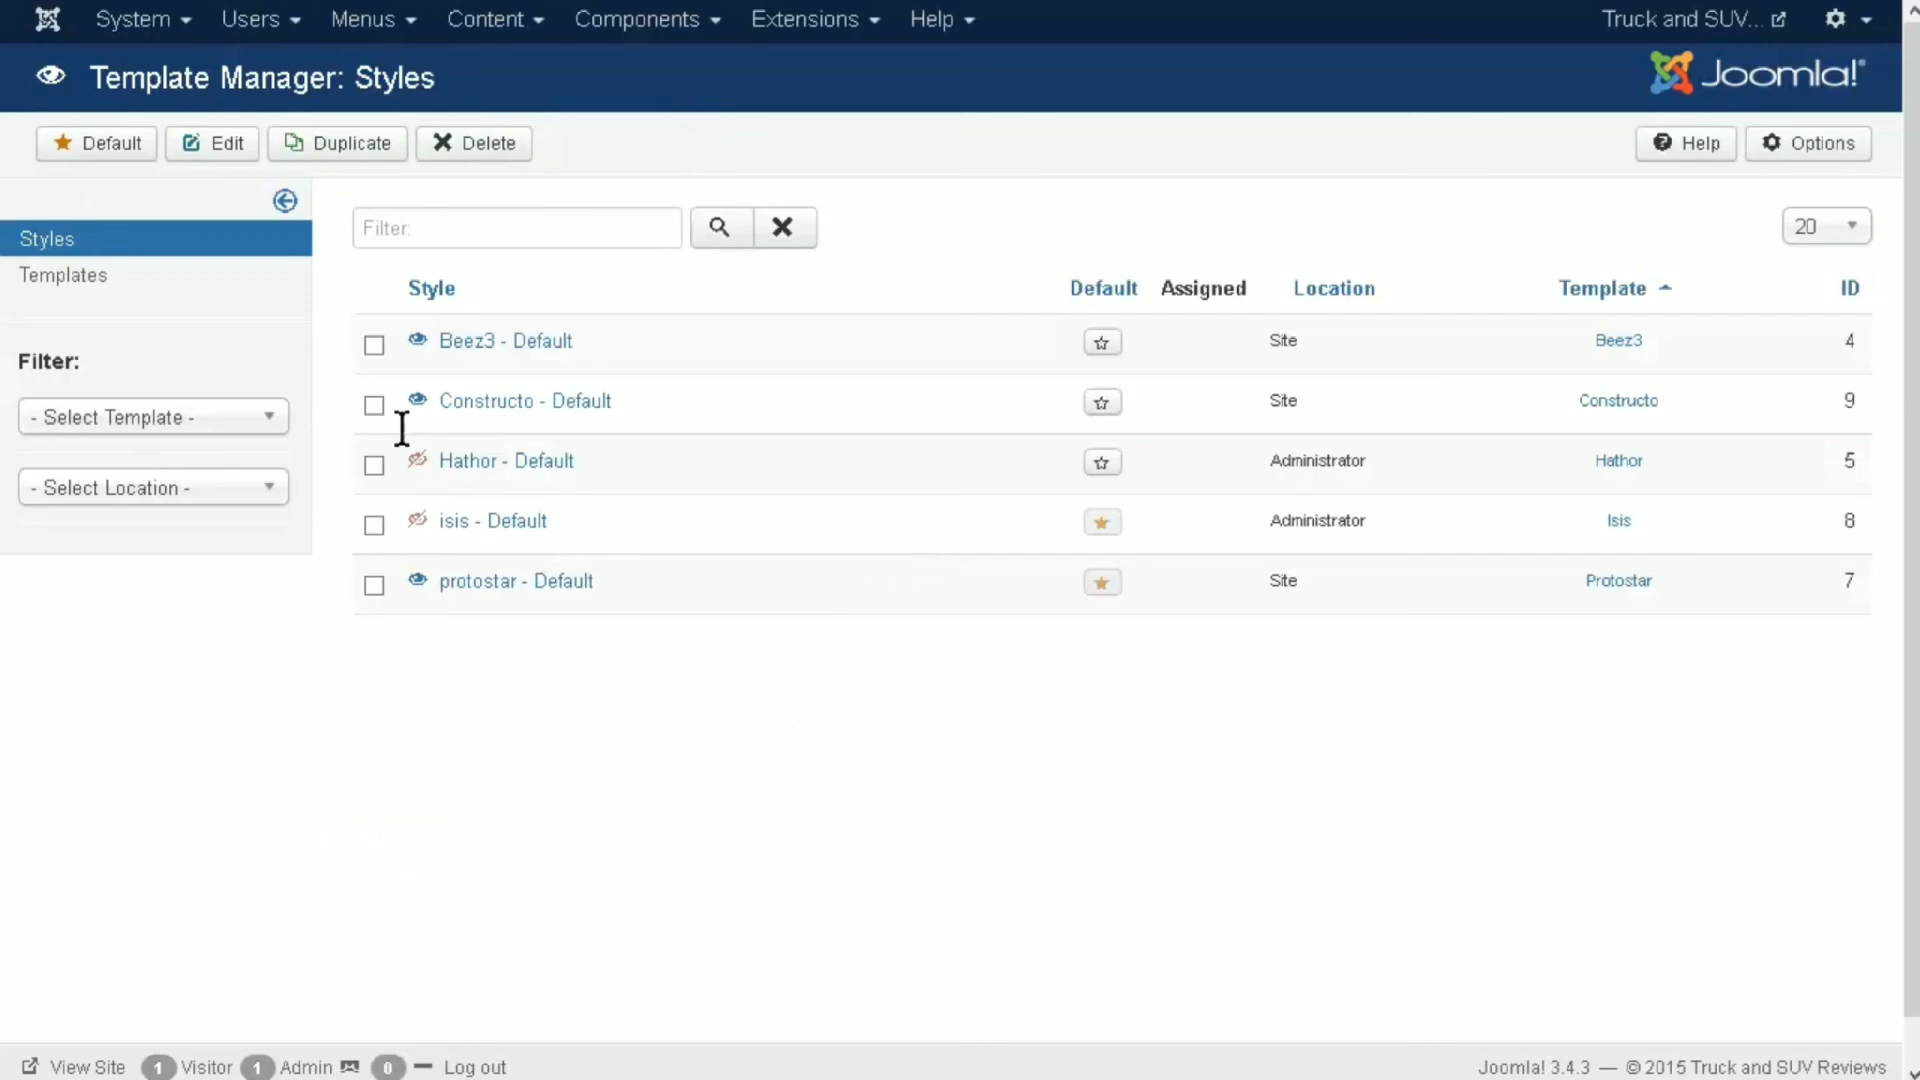 System Users Menus Content Components Extensions Help Truck and SUV...
Template Manager: Styles Joomla!®
Default Edit Duplicate Delete Help Options
Styles
Templates
Filter:
- Select Template -
- Select Location -
Filter: 20
Style Default Assigned Location Template ID
Beez3 - Default Site Beez3 4
Constructo - Default Site Constructo 9
Hathor - Default Administrator Hathor 5
isis - Default Administrator Isis 8
protostar - Default Site Protostar 7
View Site 1 Visitor 1 Admin 0 Log out Joomla! 3.4.3 — © 2015 Truck and SUV Reviews